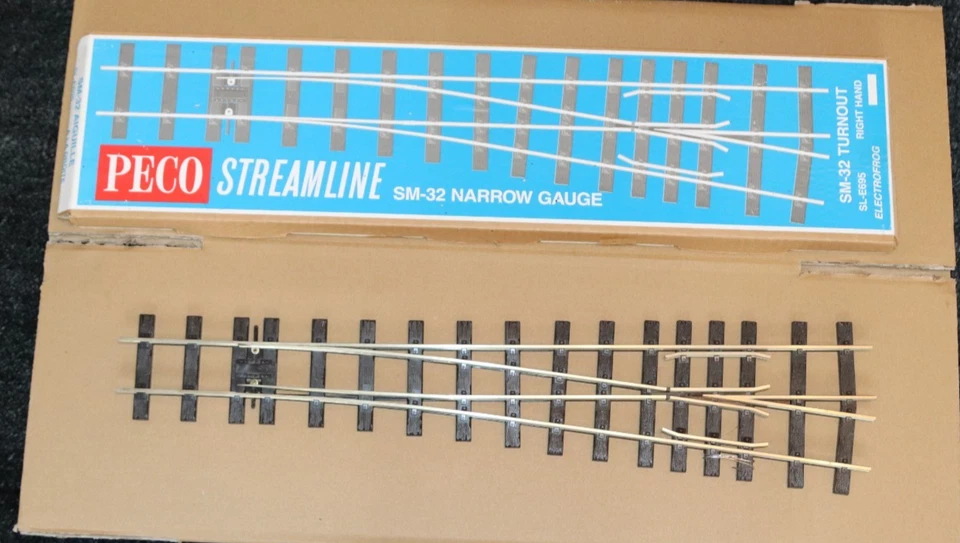 PECO STREAMLINE SM-32 NARROW GAUGE
SM-32 TURNOUT
SL-E695 RIGHT HAND
ELECTROFROG